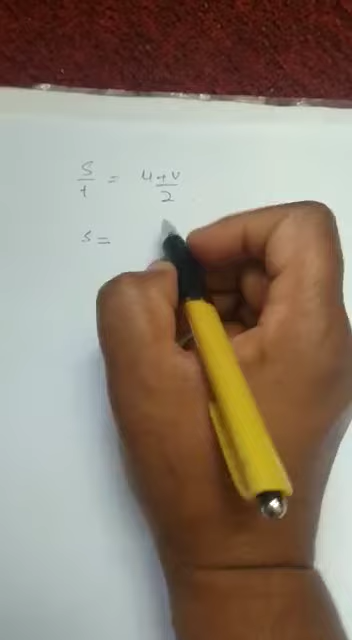 S/t = u+v/2
s =